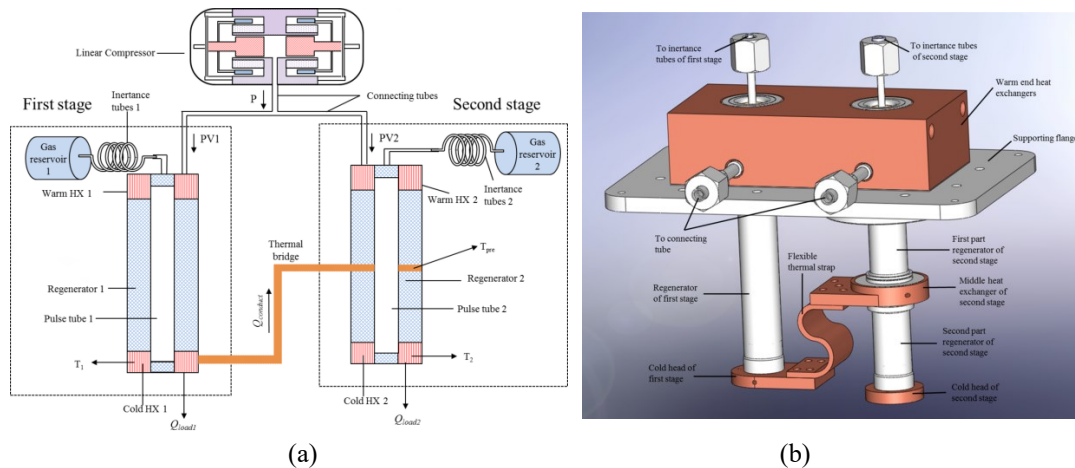 Linear Compressor
P
Connecting tubes
First stage
Inertance
tubes 1
Second stage
PV1
PV2
Gas
reservoir
1
Gas
reservoir
2
Inertance
tubes 2
Warm HX 1
Warm HX 2
Thermal
bridge
Tpre
Regenerator 1
Regenerator 2
Qconduct
Pulse tube 1
Pulse tube 2
T1
T2
Cold HX 1
Cold HX 2
Qload1
Qload2
(a)
To inertance
tubes of first stage
To inertance tubes
of second stage
Warm end heat
exchangers
Supporting flange
To connecting
tube
Flexible
thermal strap
First part
regenerator of
second stage
Regenerator
of first stage
Middle heat
exchanger of
second stage
Second part
regenerator of
second stage
Cold head of
first stage
Cold head of
second stage
(b)